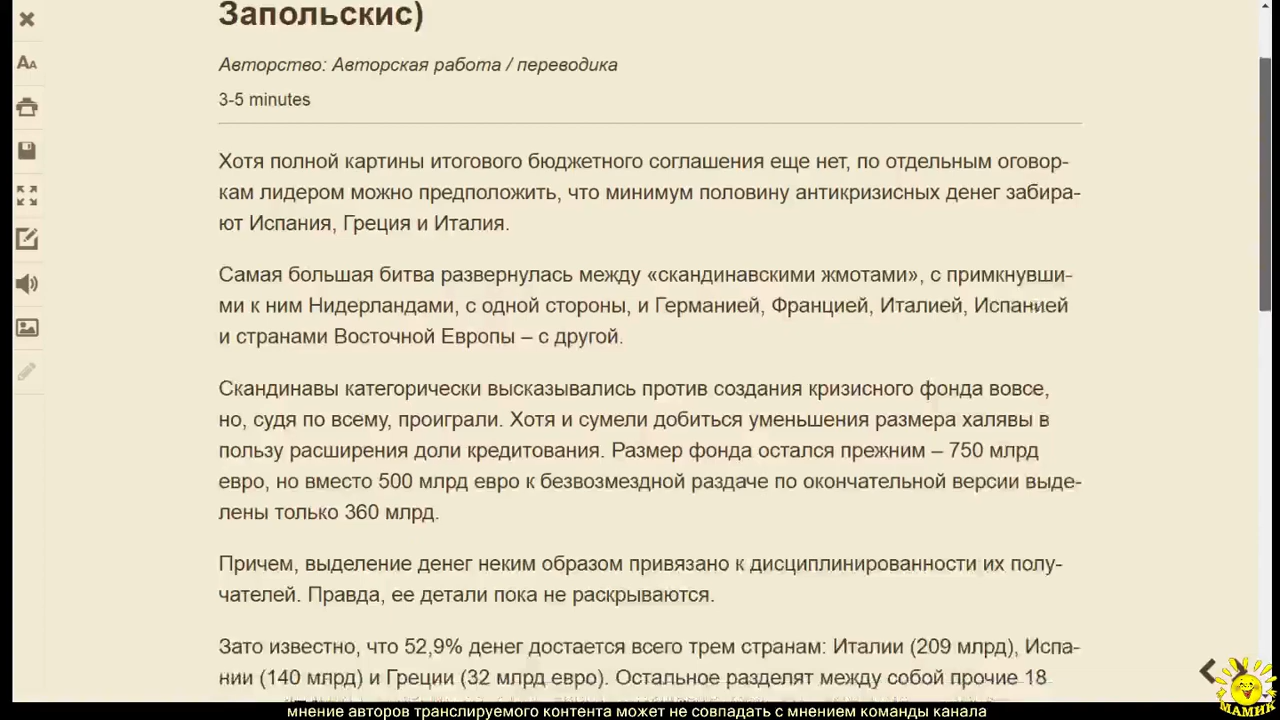 Запольскис)
Авторство: Авторская работа / переводика
3-5 minutes
Хотя полной картины итогового бюджетного соглашения еще нет, по отдельным оговор-
кам лидером можно предположить, что минимум половину антикризисных денег забира-
ют Испания, Греция и Италия.
Самая большая битва развернулась между «скандинавскими жмотами», с примкнувши-
ми к ним Нидерландами, с одной стороны, и Германией, Францией, Италией, Испанией
и странами Восточной Европы – с другой.
Скандинавы категорически высказывались против создания кризисного фонда вовсе,
но, судя по всему, проиграли. Хотя и сумели добиться уменьшения размера халявы в
пользу расширения доли кредитования. Размер фонда остался прежним – 750 млрд
евро, но вместо 500 млрд евро к безвозмездной раздаче по окончательной версии выде-
лены только 360 млрд.
Причем, выделение денег неким образом привязано к дисциплинированности их полу-
чателей. Правда, ее детали пока не раскрываются.
Зато известно, что 52,9% денег достается всего трем странам: Италии (209 млрд), Испа-
нии (140 млрд) и Греции (32 млрд евро). Остальное разделят между собой прочие 18
МАМИК
мнение авторов транслируемого контента может не совпадать с мнением команды канала